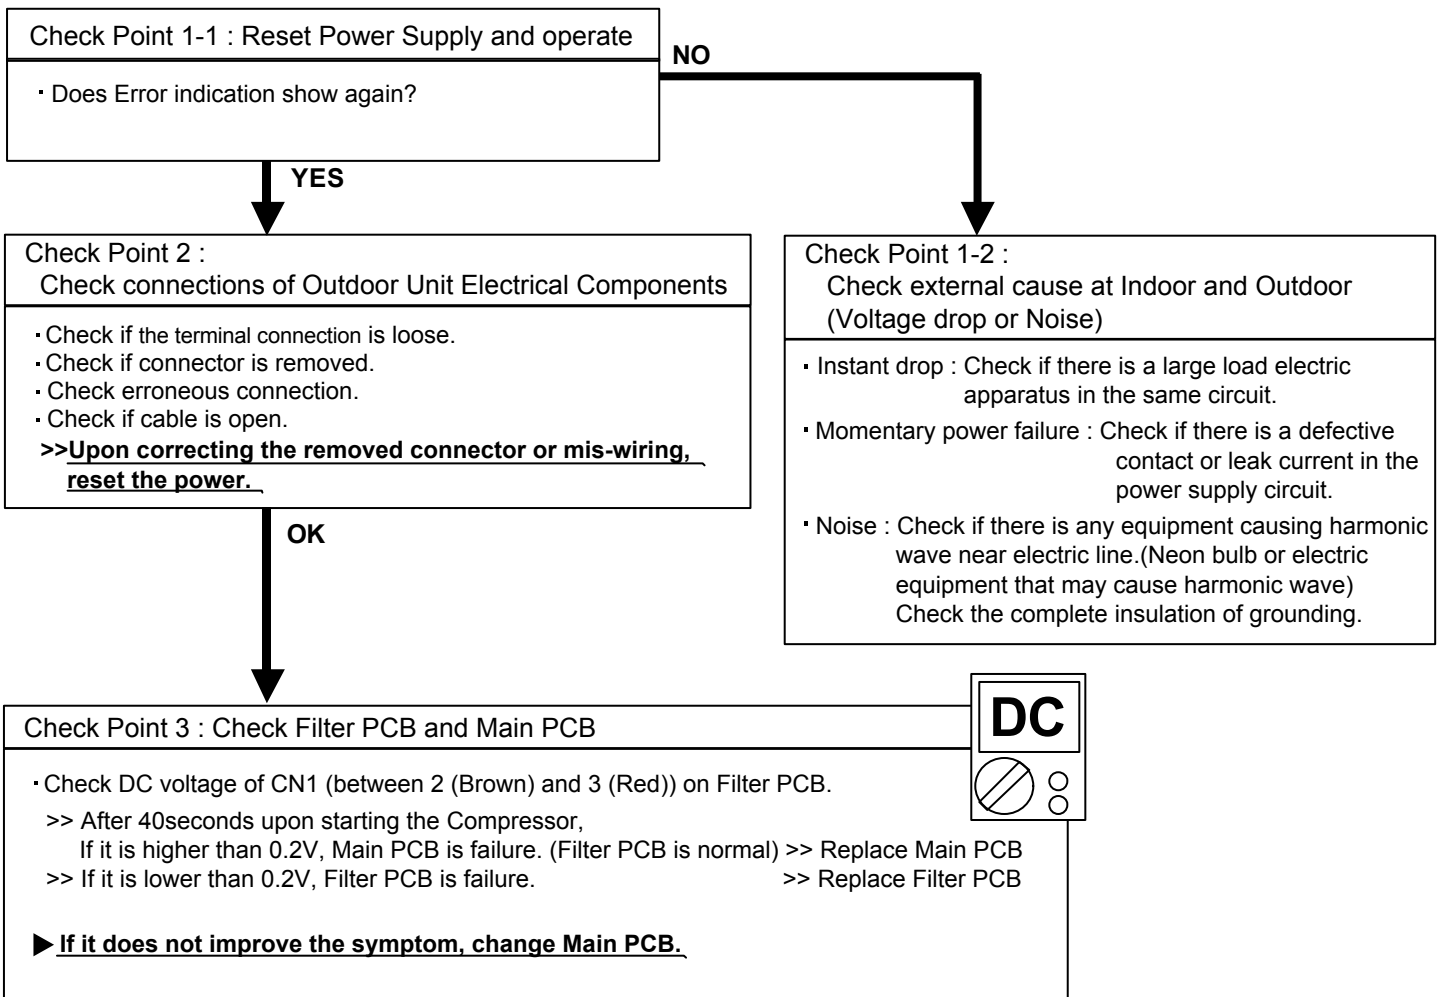 Check Point 1-1 : Reset Power Supply and operate
· Does Error indication show again?
NO
YES
Check Point 2 :
Check connections of Outdoor Unit Electrical Components
· Check if the terminal connection is loose.
· Check if connector is removed.
· Check erroneous connection.
· Check if cable is open.
>>Upon correcting the removed connector or mis-wiring,
reset the power.
OK
Check Point 1-2 :
Check external cause at Indoor and Outdoor
(Voltage drop or Noise)
· Instant drop : Check if there is a large load electric
apparatus in the same circuit.
· Momentary power failure : Check if there is a defective
contact or leak current in the
power supply circuit.
· Noise : Check if there is any equipment causing harmonic
wave near electric line.(Neon bulb or electric
equipment that may cause harmonic wave)
Check the complete insulation of grounding.
Check Point 3 : Check Filter PCB and Main PCB
DC
· Check DC voltage of CN1 (between 2 (Brown) and 3 (Red)) on Filter PCB.
>> After 40seconds upon starting the Compressor,
If it is higher than 0.2V, Main PCB is failure. (Filter PCB is normal) >> Replace Main PCB
>> If it is lower than 0.2V, Filter PCB is failure. >> Replace Filter PCB
▶ If it does not improve the symptom, change Main PCB.